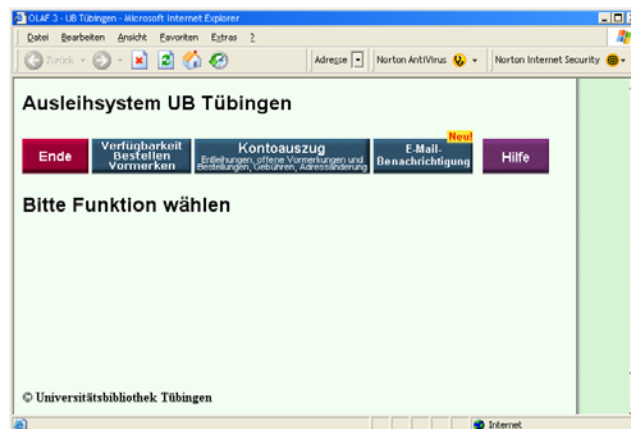 OLAF 3 - UB Tübingen - Microsoft Internet Explorer
Datei Bearbeiten Ansicht Favoriten Extras ?
Zurück Adresse Norton AntiVirus Norton Internet Security
Ausleihsystem UB Tübingen
Neu!
Ende
Verfügbarkeit
Bestellen
Vormerken
Kontoauszug
Entleihungen, offene Vormerkungen und
Bestellungen, Gebühren, Adressänderung
E-Mail-
Benachrichtigung
Hilfe
Bitte Funktion wählen
© Universitätsbibliothek Tübingen
Internet